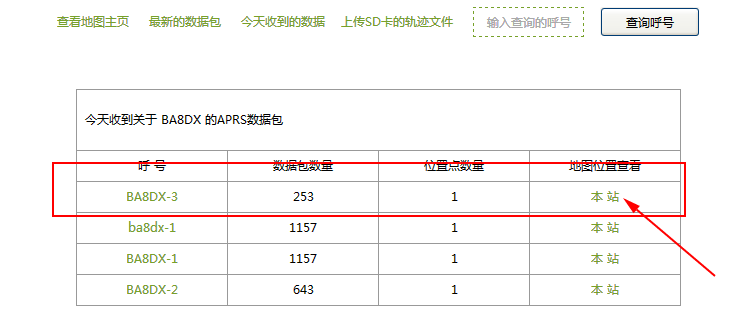 查看地图主页 最新的数据包 今天收到的数据 上传SD卡的轨迹文件 输入查询的呼号 查询呼号
今天收到关于 BA8DX 的APRS数据包
呼 号 数据包数量 位置点数量 地图位置查看
BA8DX-3 253 1 本 站
ba8dx-1 1157 1 本 站
BA8DX-1 1157 1 本 站
BA8DX-2 643 1 本 站